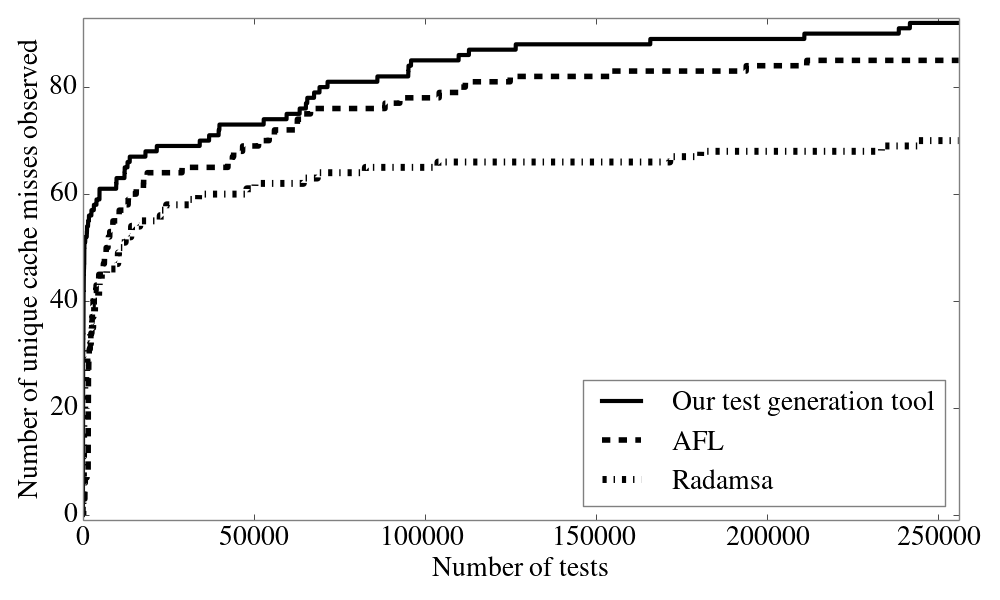 Number of unique cache misses observed
80
60
40
20
0
0 50000 100000 150000 200000 250000
Number of tests
Our test generation tool
AFL
Radamsa